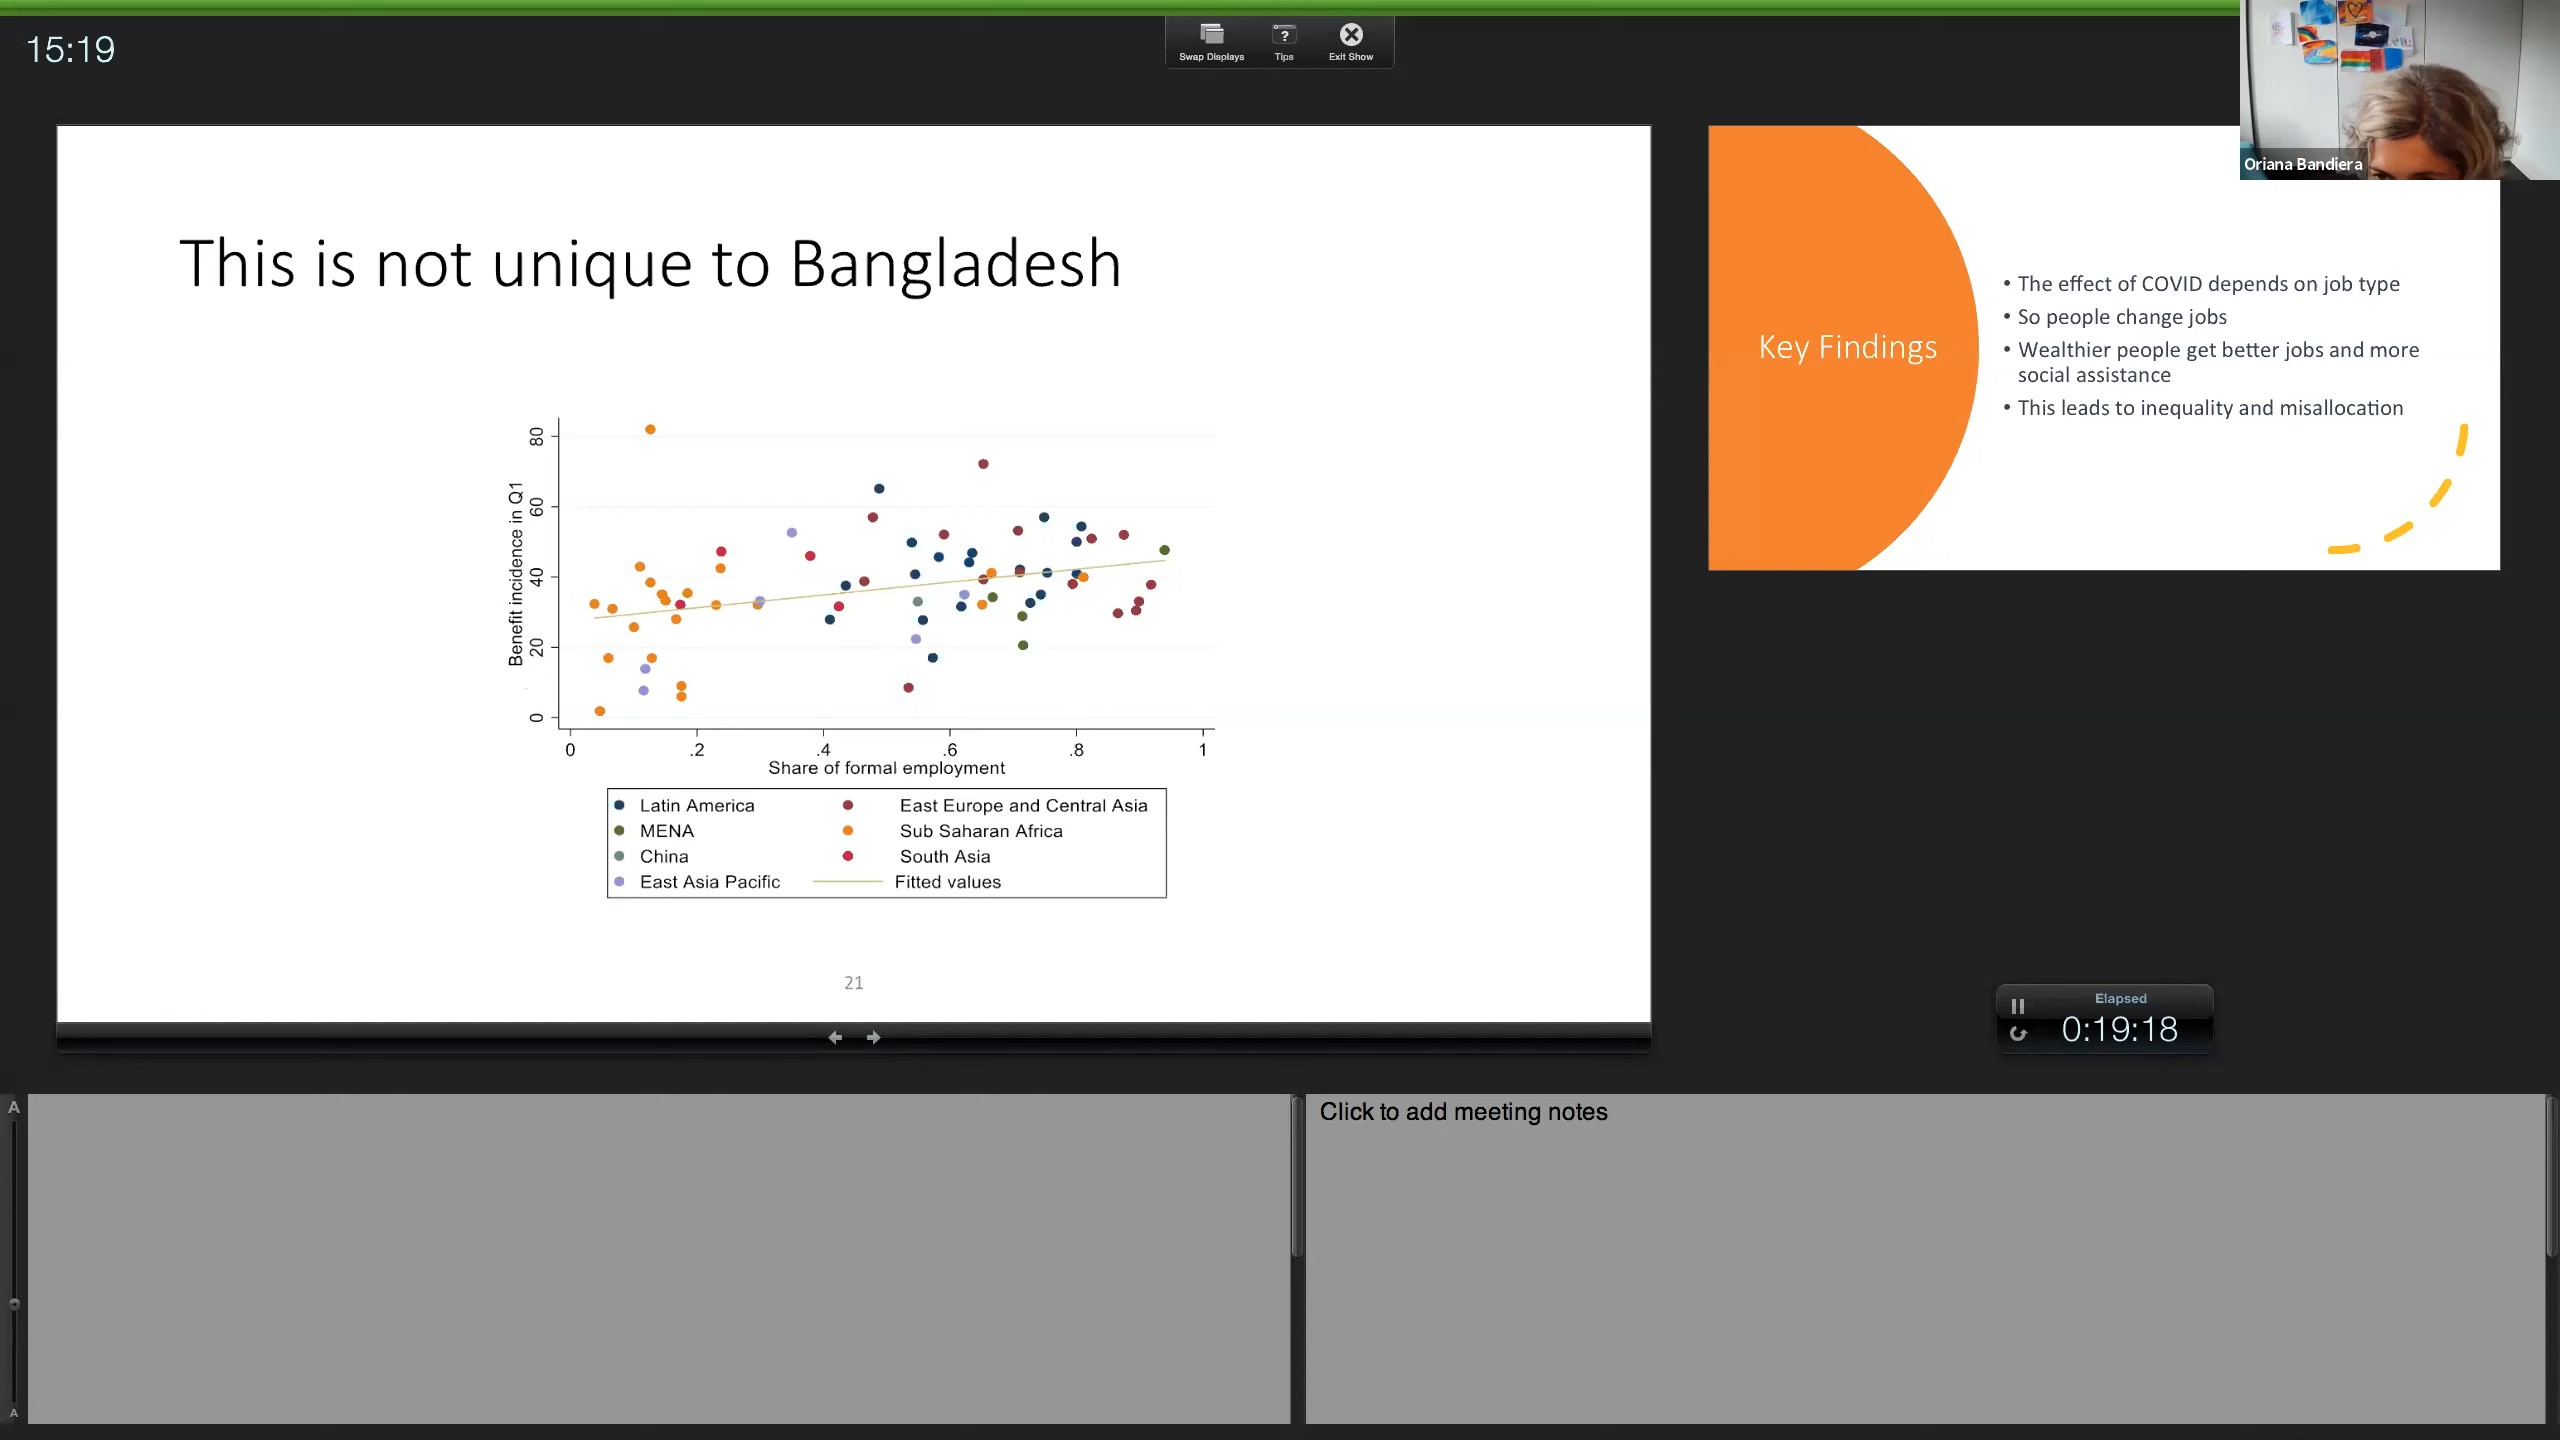 15:19
Swap Displays
Tips
Exit Show
Oriana Bandiera
This is not unique to Bangladesh
Benefit incidence in Q1
80
60
40
20
0
0 .2 .4 .6 .8 1
Share of formal employment
Latin America
East Europe and Central Asia
MENA
Sub Saharan Africa
China
South Asia
East Asia Pacific
Fitted values
21
Key Findings
• The effect of COVID depends on job type
• So people change jobs
• Wealthier people get better jobs and more
social assistance
• This leads to inequality and misallocation
Elapsed
0:19:18
A
A
Click to add meeting notes